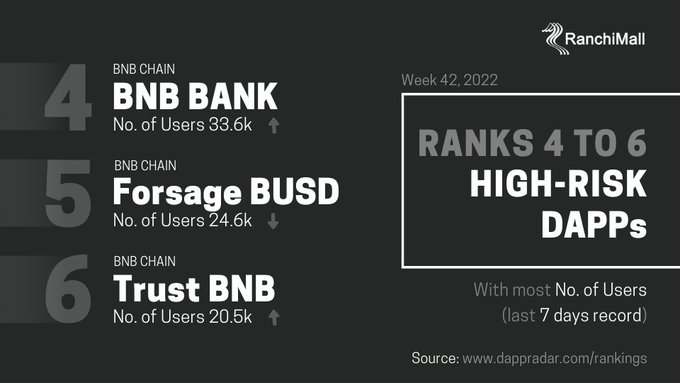 RanchiMall
Week 42, 2022
RANKS 4 TO 6
HIGH-RISK
DAPPs
With most No. of Users
(last 7 days record)
4
BNB CHAIN
BNB BANK
No. of Users 33.6k
5
BNB CHAIN
Forsage BUSD
No. of Users 24.6k
6
BNB CHAIN
Trust BNB
No. of Users 20.5k
Source: www.dappradar.com/rankings